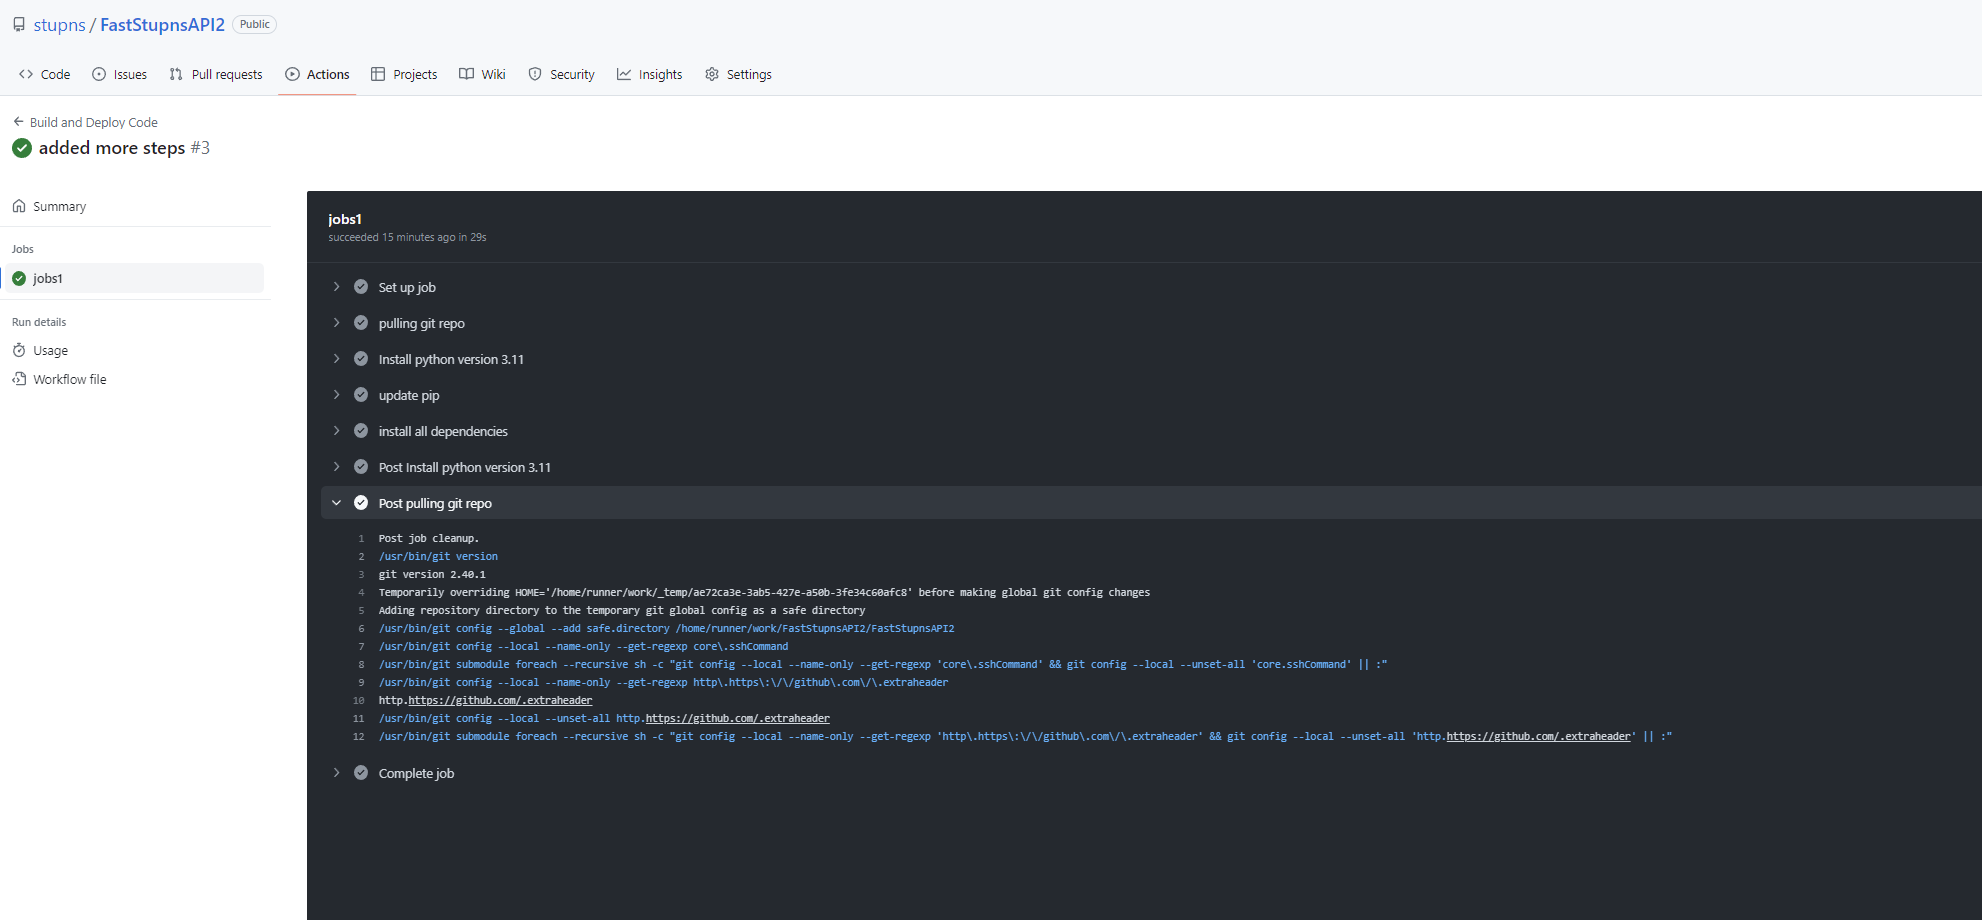 stupns / FastStupnsAPI2 Public
Code Issues Pull requests Actions Projects Wiki Security Insights Settings
Build and Deploy Code
added more steps #3
Summary
Jobs
jobs1
Run details
Usage
Workflow file
jobs1
succeeded 15 minutes ago in 29s
Set up job
pulling git repo
Install python version 3.11
update pip
install all dependencies
Post Install python version 3.11
Post pulling git repo
1 Post job cleanup.
2 /usr/bin/git version
3 git version 2.40.1
4 Temporarily overriding HOME='/home/runner/work/_temp/ae72ca3e-3ab5-427e-a50b-3fe34c60afc8' before making global git config changes
5 Adding repository directory to the temporary git global config as a safe directory
6 /usr/bin/git config --global --add safe.directory /home/runner/work/FastStupnsAPI2/FastStupnsAPI2
7 /usr/bin/git config --local --name-only --get-regexp core\.sshCommand
8 /usr/bin/git submodule foreach --recursive sh -c "git config --local --name-only --get-regexp 'core\.sshCommand' && git config --local --unset-all 'core.sshCommand' || :"
9 /usr/bin/git config --local --name-only --get-regexp http\.https\:\/\/github\.com\/\.extraheader
10 http.https://github.com/.extraheader
11 /usr/bin/git config --local --unset-all http.https://github.com/.extraheader
12 /usr/bin/git submodule foreach --recursive sh -c "git config --local --name-only --get-regexp 'http\.https\:\/\/github\.com\/\.extraheader' && git config --local --unset-all 'http.https://github.com/.extraheader' || :"
Complete job